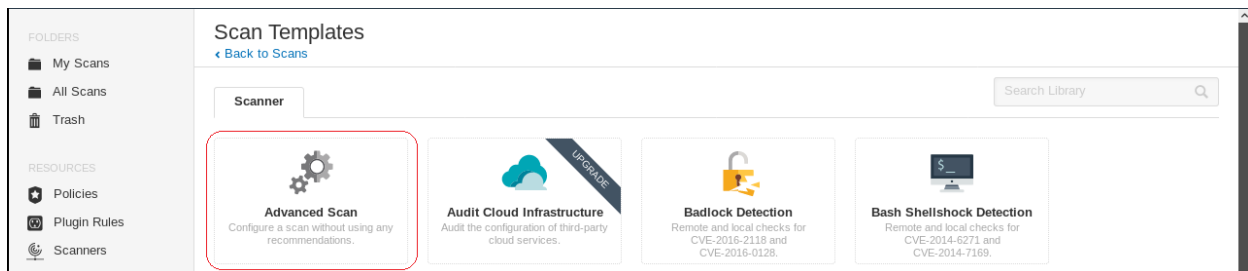 FOLDERS
My Scans
All Scans
Trash
RESOURCES
Policies
Plugin Rules
Scanners
Scan Templates
‹ Back to Scans
Scanner
Search Library
Advanced Scan
Configure a scan without using any
recommendations.
UPGRADE
Audit Cloud Infrastructure
Audit the configuration of third-party
cloud services.
Badlock Detection
Remote and local checks for
CVE-2016-2118 and
CVE-2016-0128.
$_
Bash Shellshock Detection
Remote and local checks for
CVE-2014-6271 and
CVE-2014-7169.